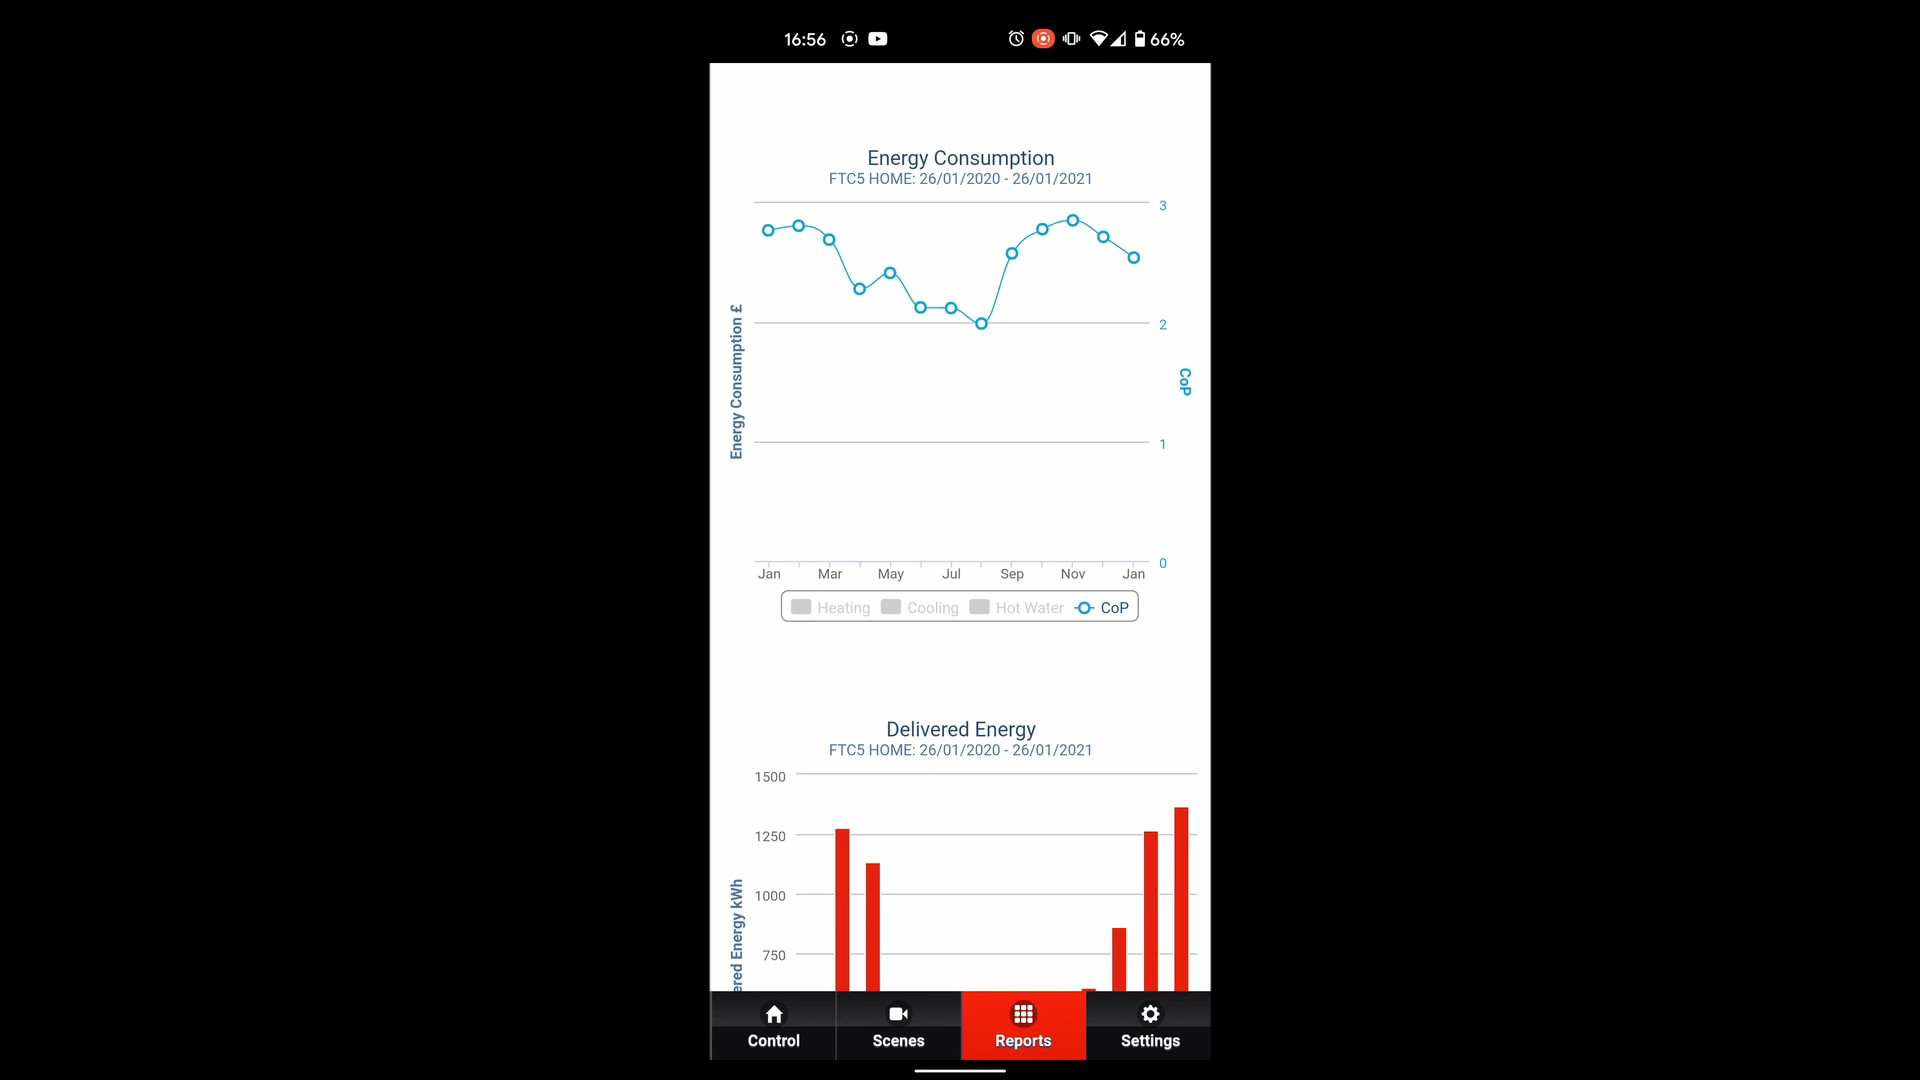 16:56
66%
Energy Consumption
FTC5 HOME: 26/01/2020 - 26/01/2021
3
2
1
0
Energy Consumption £
CoP
Jan Mar May Jul Sep Nov Jan
Heating Cooling Hot Water CoP
Delivered Energy
FTC5 HOME: 26/01/2020 - 26/01/2021
1500
1250
1000
750
ered Energy kWh
Control Scenes Reports Settings